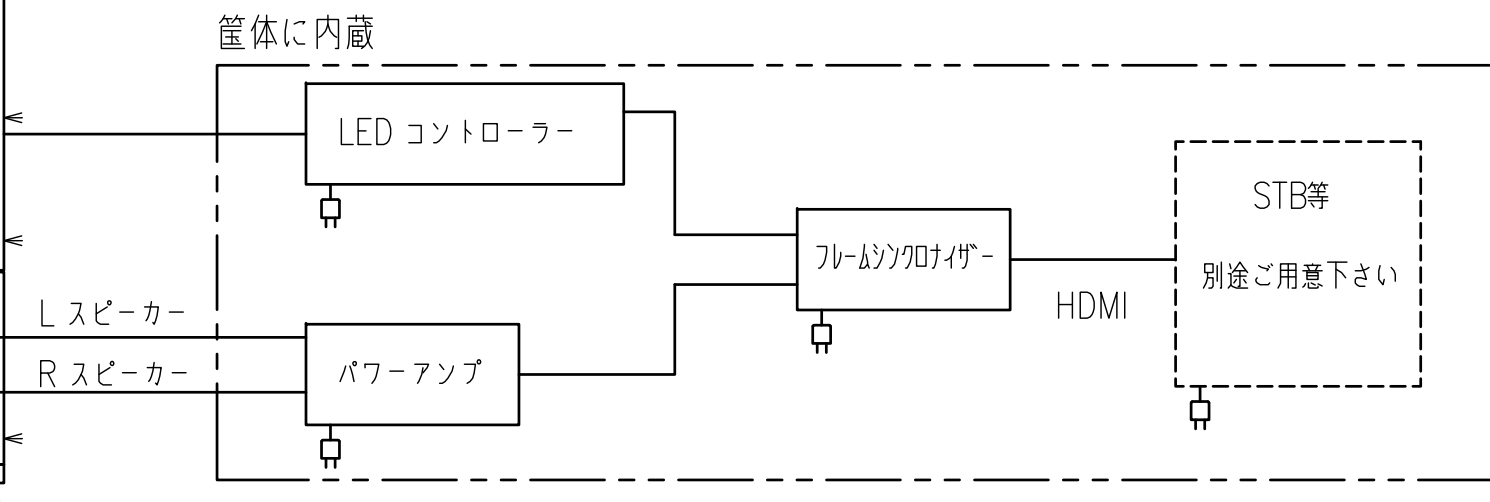 筐体に内蔵
LED コントローラー
STB等
フレームシンクロナイザー
別途ご用意下さい
HDMI
L スピーカー
R スピーカー
パワーアンプ